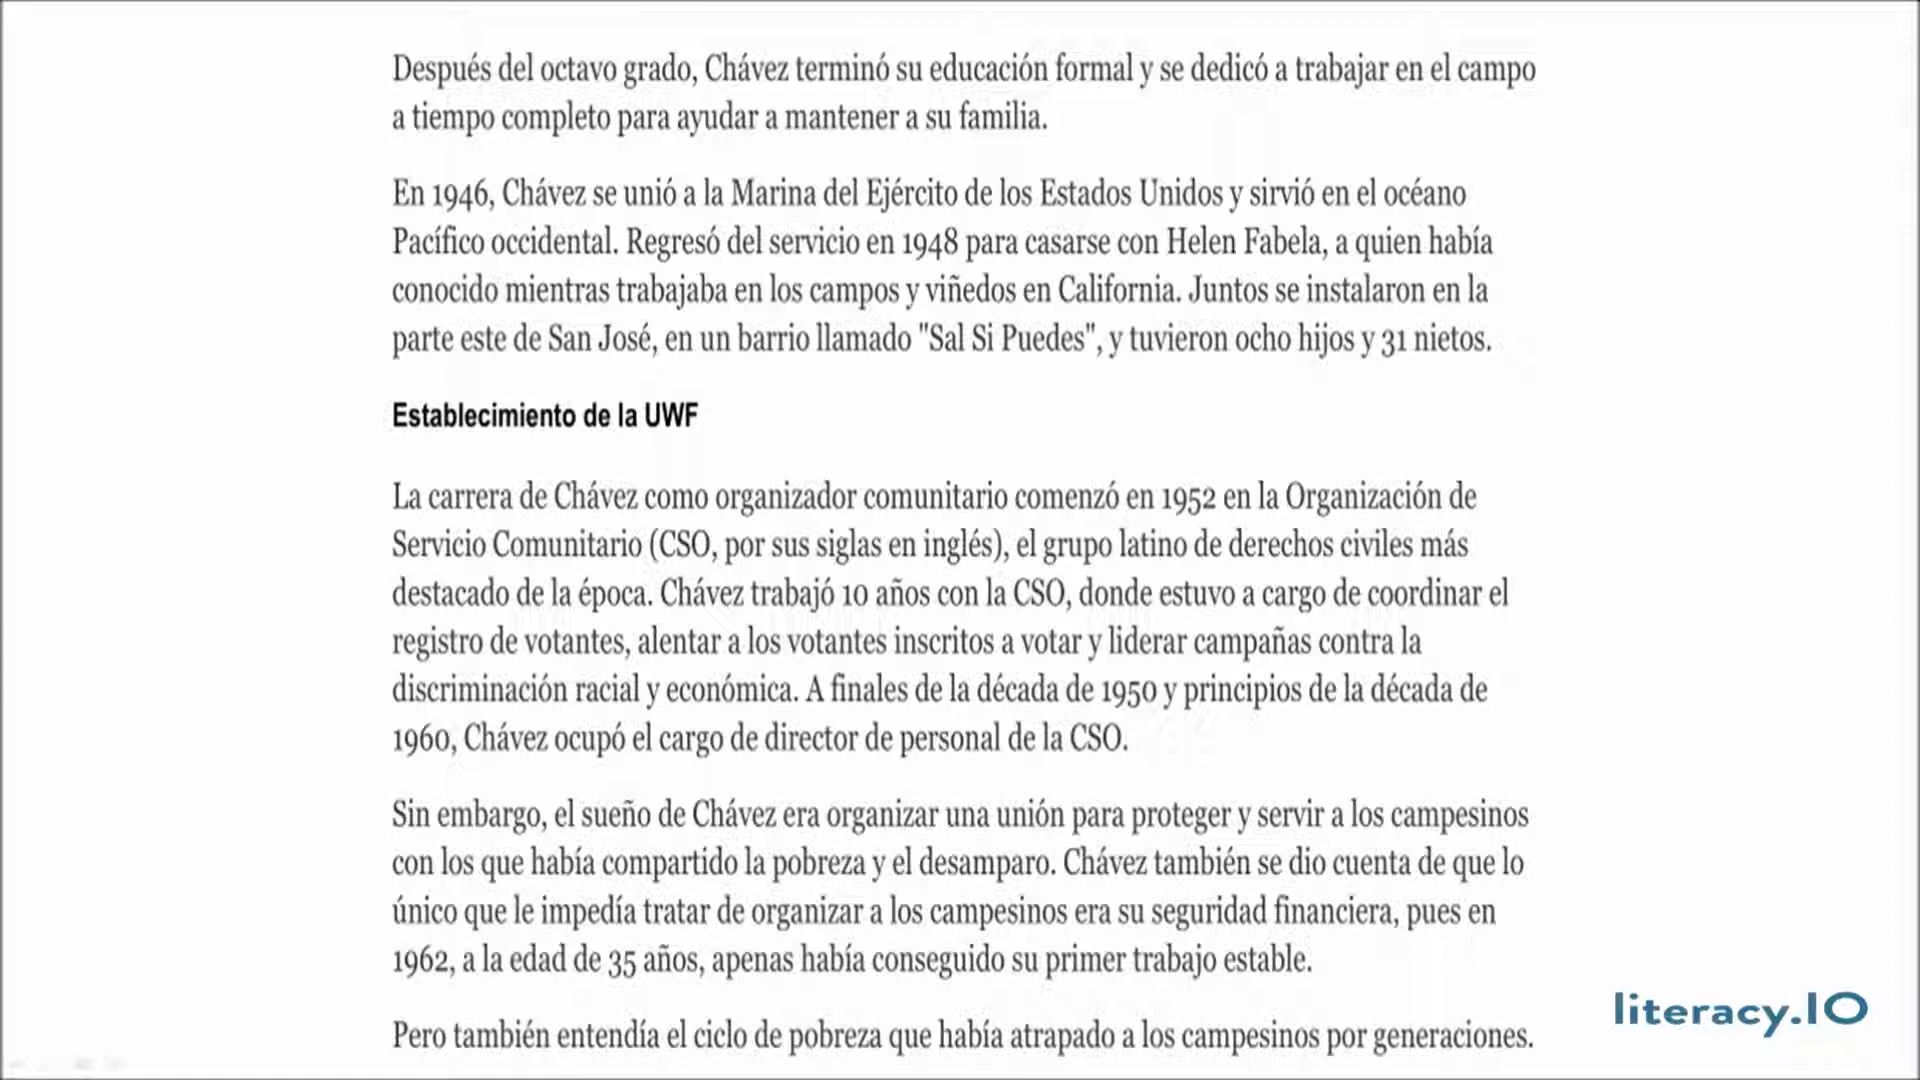 Después del octavo grado, Chávez terminó su educación formal y se dedicó a trabajar en el campo
a tiempo completo para ayudar a mantener a su familia.
En 1946, Chávez se unió a la Marina del Ejército de los Estados Unidos y sirvió en el océano
Pacífico occidental. Regresó del servicio en 1948 para casarse con Helen Fabela, a quien había
conocido mientras trabajaba en los campos y viñedos en California. Juntos se instalaron en la
parte este de San José, en un barrio llamado "Sal Si Puedes", y tuvieron ocho hijos y 31 nietos.
Establecimiento de la UWF
La carrera de Chávez como organizador comunitario comenzó en 1952 en la Organización de
Servicio Comunitario (CSO, por sus siglas en inglés), el grupo latino de derechos civiles más
destacado de la época. Chávez trabajó 10 años con la CSO, donde estuvo a cargo de coordinar el
registro de votantes, alentar a los votantes inscritos a votar y liderar campañas contra la
discriminación racial y económica. A finales de la década de 1950 y principios de la década de
1960, Chávez ocupó el cargo de director de personal de la CSO.
Sin embargo, el sueño de Chávez era organizar una unión para proteger y servir a los campesinos
con los que había compartido la pobreza y el desamparo. Chávez también se dio cuenta de que lo
único que le impedía tratar de organizar a los campesinos era su seguridad financiera, pues en
1962, a la edad de 35 años, apenas había conseguido su primer trabajo estable.
Pero también entendía el ciclo de pobreza que había atrapado a los campesinos por generaciones.
literacy.IO